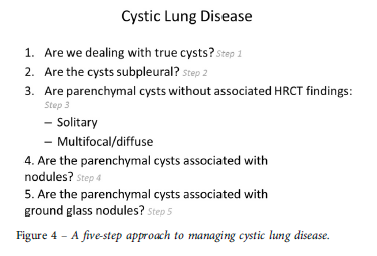 Cystic Lung Disease
1. Are we dealing with true cysts? Step 1
2. Are the cysts subpleural? Step 2
3. Are parenchymal cysts without associated HRCT findings:
Step 3
– Solitary
– Multifocal/diffuse
4. Are the parenchymal cysts associated with
nodules? Step 4
5. Are the parenchymal cysts associated with
ground glass nodules? Step 5
Figure 4 – A five-step approach to managing cystic lung disease.